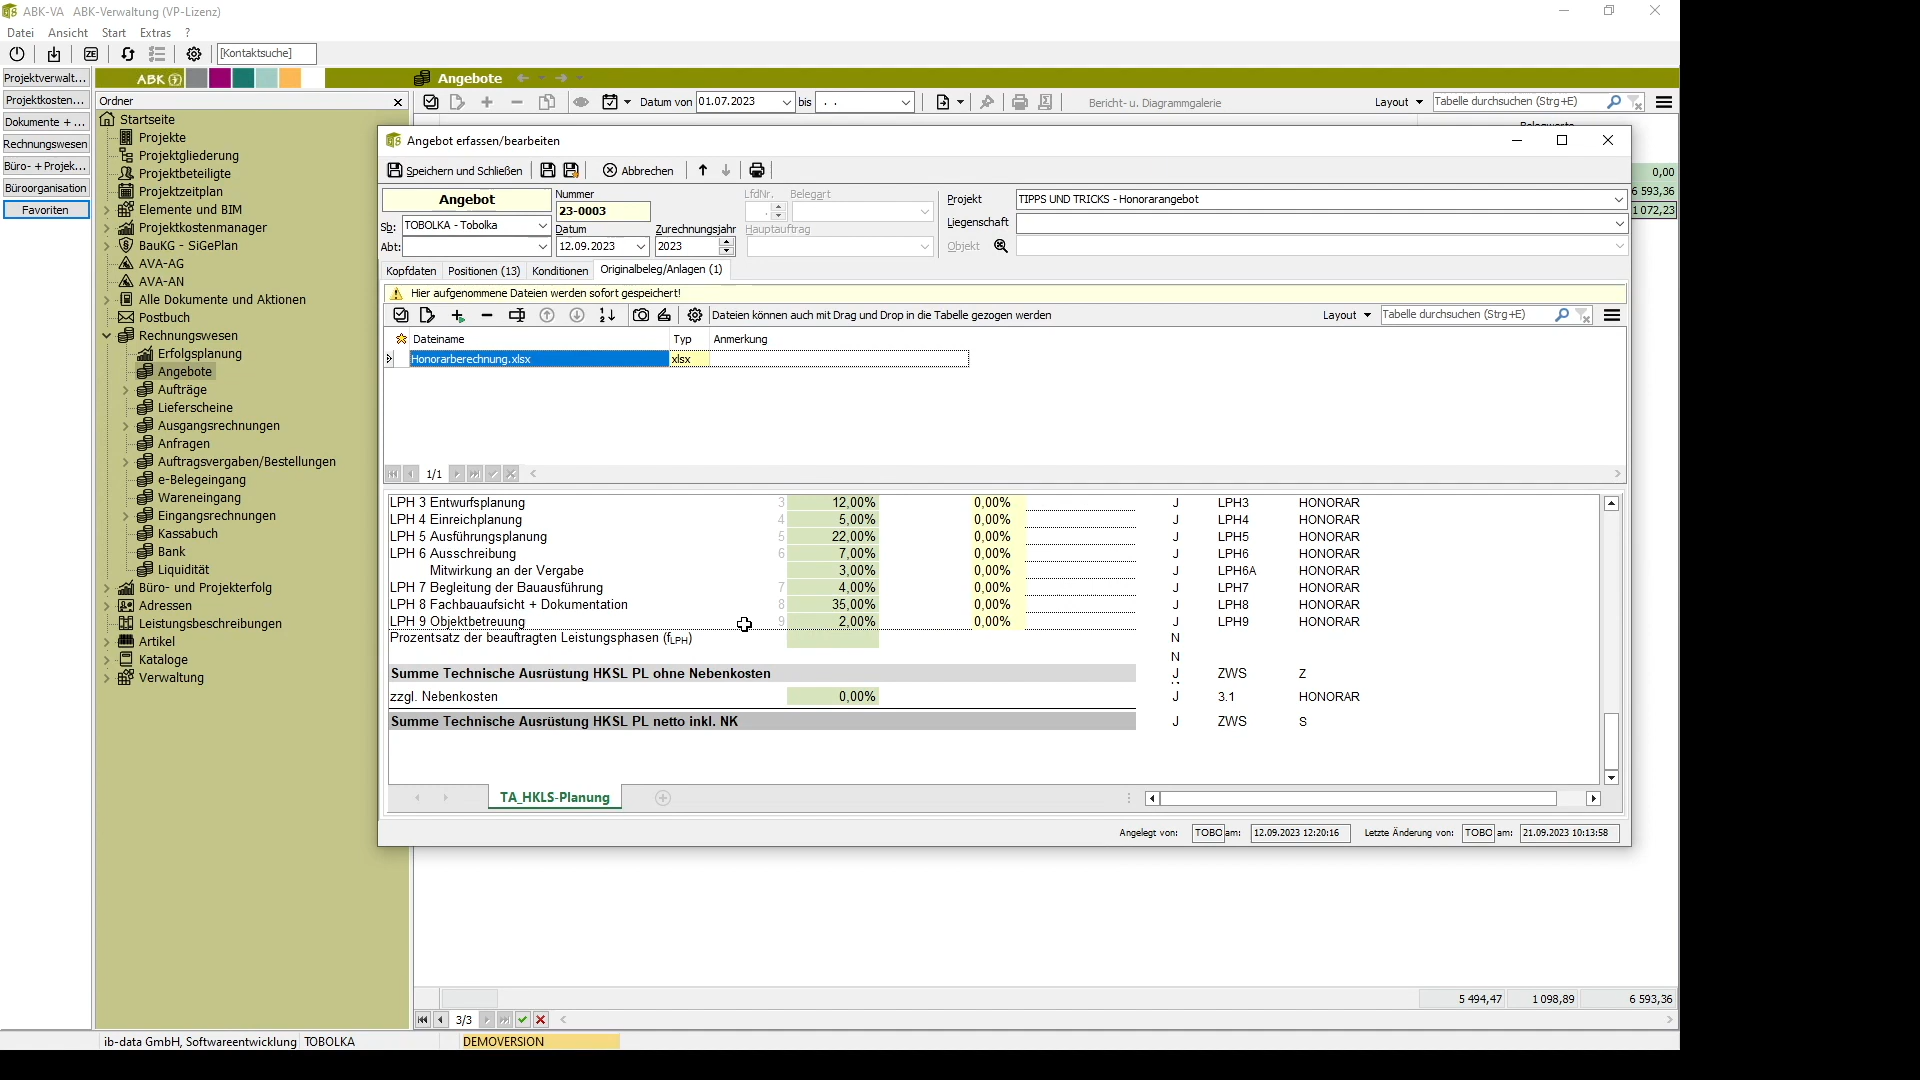 ABK-VA   ABK-Verwaltung (VP-Lizenz)
Datei   Ansicht   Start   Extras   ?
ZE   [Kontaktsuche]
Projektverwalt...
Projektkosten...
Dokumente + ...
Rechnungswesen
Büro- + Projek...
Büroorganisation
Favoriten
ABK
Ordner
Startseite
Projekte
Projektgliederung
Projektbeteiligte
Projektzeitplan
Elemente und BIM
Projektkostenmanager
BauKG - SiGePlan
AVA-AG
AVA-AN
Alle Dokumente und Aktionen
Postbuch
Rechnungswesen
Erfolgsplanung
Angebote
Aufträge
Lieferscheine
Ausgangsrechnungen
Anfragen
Auftragsvergaben/Bestellungen
e-Belegeingang
Wareneingang
Eingangsrechnungen
Kassabuch
Bank
Liquidität
Büro- und Projekterfolg
Adressen
Leistungsbeschreibungen
Artikel
Kataloge
Verwaltung
Angebote
Datum von 01.07.2023 bis . .   Bericht- u. Diagrammgalerie   Layout   Tabelle durchsuchen (Strg+E)
0,00
6 593,36
1 072,23
Angebot erfassen/bearbeiten
Speichern und Schließen   Abbrechen
Angebot   Nummer   LfdNr.   Belegart   Projekt   TIPPS UND TRICKS - Honorarangebot
23-0003   .
Sb: TOBOLKA - Tobolka   Datum   Zurechnungsjahr   Hauptauftrag   Liegenschaft
Abt:   12.09.2023   2023   Objekt
Kopfdaten   Positionen (13)   Konditionen   Originalbeleg/Anlagen (1)
Hier aufgenommene Dateien werden sofort gespeichert!
Dateien können auch mit Drag und Drop in die Tabelle gezogen werden   Layout   Tabelle durchsuchen (Strg+E)
Dateiname   Typ   Anmerkung
Honorarberechnung.xlsx   xlsx
1/1
LPH 3 Entwurfsplanung   3   12,00%   0,00%   J   LPH3   HONORAR
LPH 4 Einreichplanung   4   5,00%   0,00%   J   LPH4   HONORAR
LPH 5 Ausführungsplanung   5   22,00%   0,00%   J   LPH5   HONORAR
LPH 6 Ausschreibung   6   7,00%   0,00%   J   LPH6   HONORAR
Mitwirkung an der Vergabe   3,00%   0,00%   J   LPH6A   HONORAR
LPH 7 Begleitung der Bauausführung   7   4,00%   0,00%   J   LPH7   HONORAR
LPH 8 Fachbauaufsicht + Dokumentation   8   35,00%   0,00%   J   LPH8   HONORAR
LPH 9 Objektbetreuung   9   2,00%   0,00%   J   LPH9   HONORAR
Prozentsatz der beauftragten Leistungsphasen (fLPH)   N
N
Summe Technische Ausrüstung HKSL PL ohne Nebenkosten   J   ZWS   Z
zzgl. Nebenkosten   0,00%   J   3.1   HONORAR
Summe Technische Ausrüstung HKSL PL netto inkl. NK   J   ZWS   S
TA_HKLS-Planung
Angelegt von:   TOBO   am:   12.09.2023 12:20:16   Letzte Änderung von:   TOBO   am:   21.09.2023 10:13:58
5 494,47   1 098,89   6 593,36
3/3
ib-data GmbH, Softwareentwicklung   TOBOLKA   DEMOVERSION